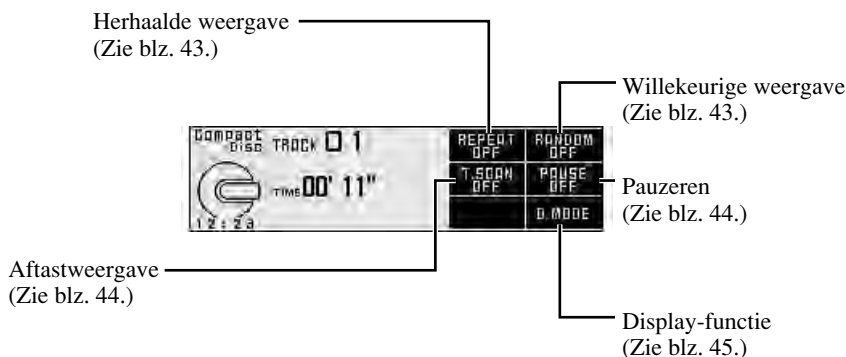 Herhaalde weergave
(Zie blz. 43.)
Willekeurige weergave
(Zie blz. 43.)
Compact
Disc
TRACK 01
TIME 00' 11"
12:23
REPEAT
OFF
RANDOM
OFF
T.SCAN
OFF
PAUSE
OFF
D.MODE
Pauzeren
(Zie blz. 44.)
Aftastweergave
(Zie blz. 44.)
Display-functie
(Zie blz. 45.)